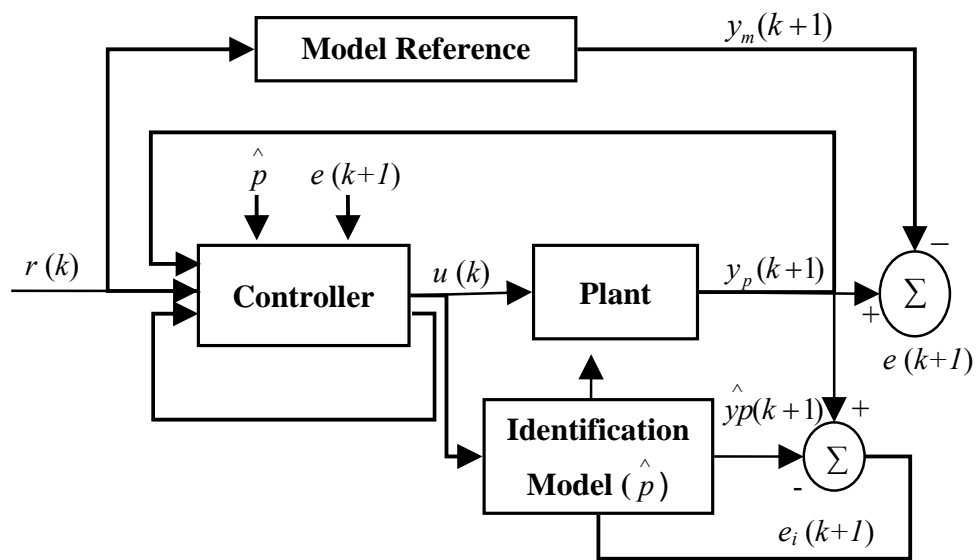 Model Reference
y_m(k+1)
p̂
e (k+1)
r (k)
Controller
u (k)
Plant
y_p(k+1)
−
Σ
+
e (k+1)
Identification
Model ( p̂ )
ŷp(k+1)
+
Σ
-
e_i (k+1)